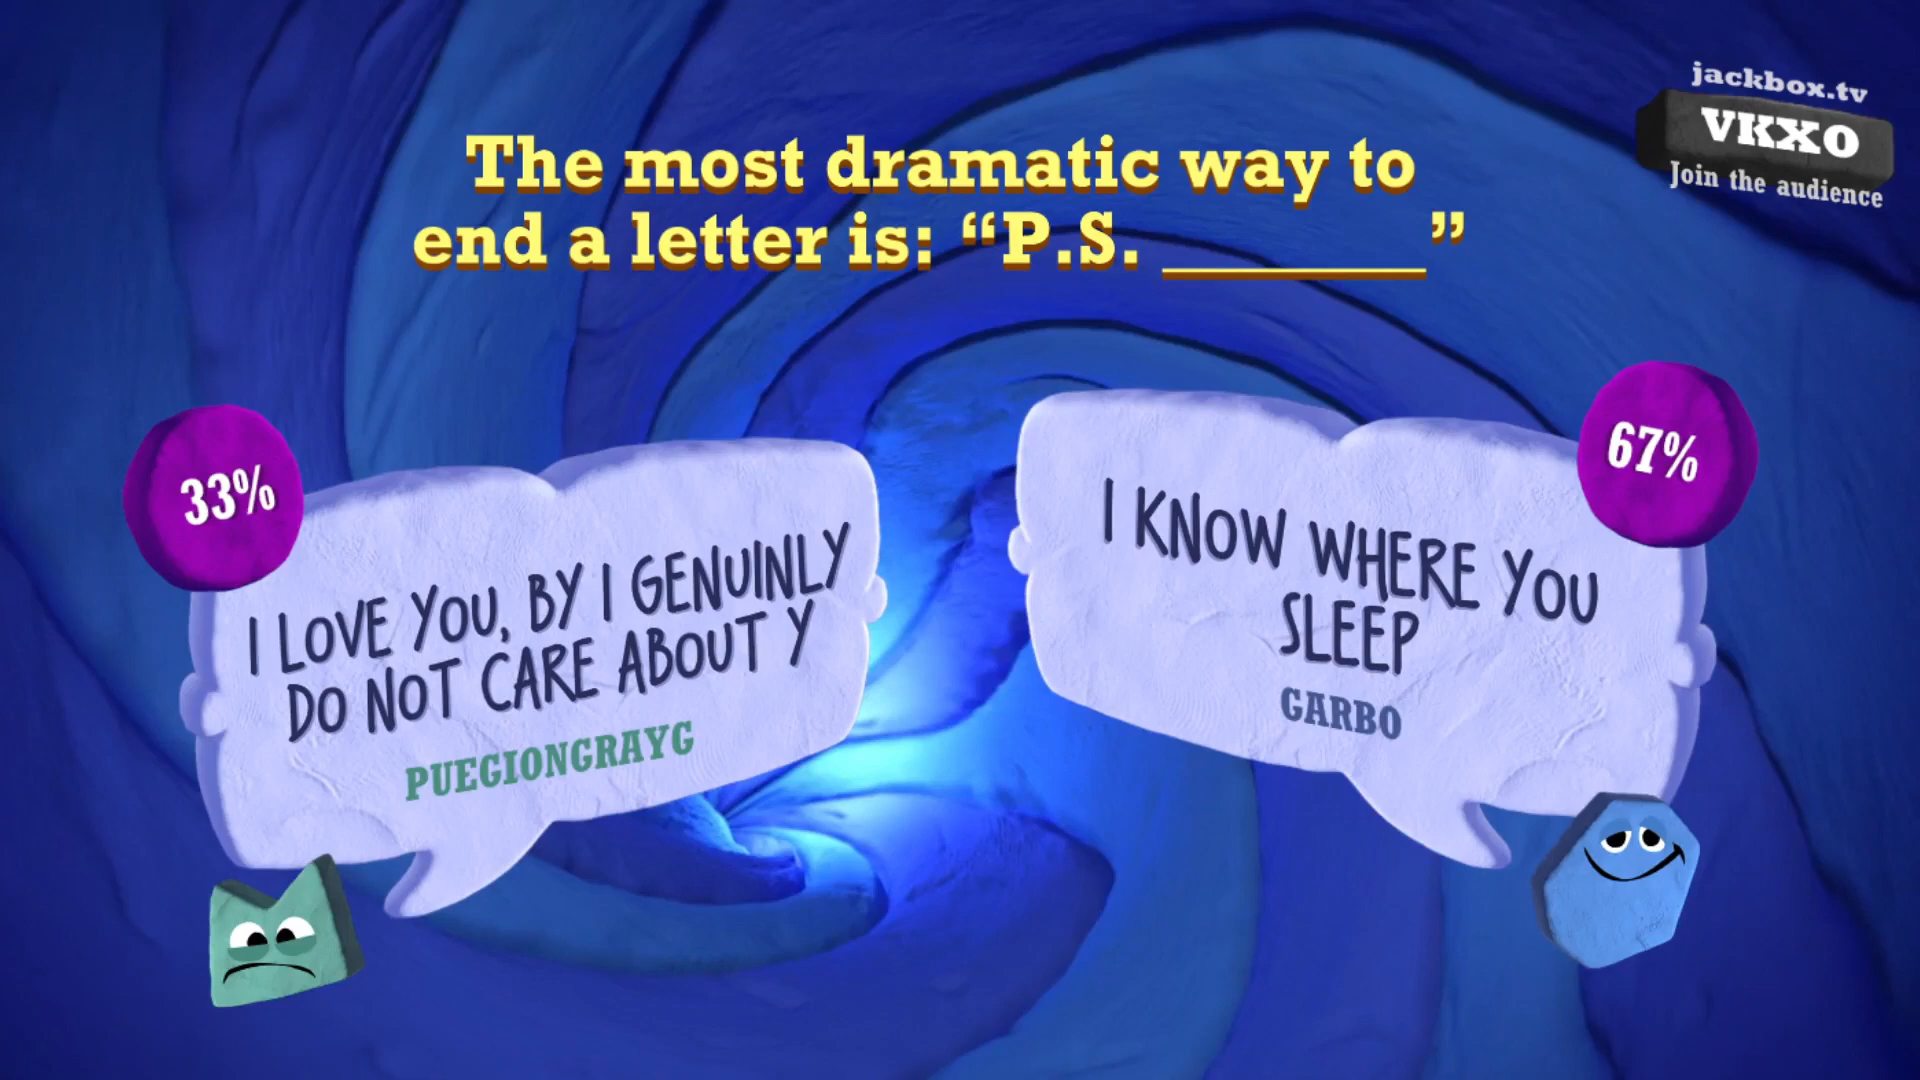 jackbox.tv
VKXO
Join the audience
The most dramatic way to
end a letter is: “P.S. ________”
33%
I LOVE YOU, BY I GENUINLY
DO NOT CARE ABOUT Y
PUEGIONGRAYG
67%
I KNOW WHERE YOU
SLEEP
GARBO